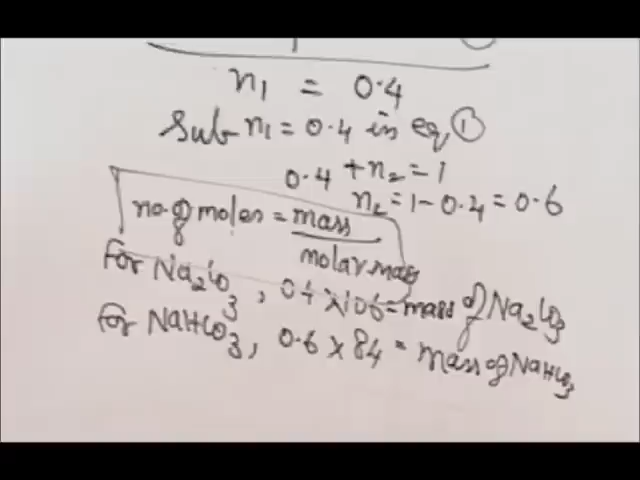 n1 = 0.4
Sub n1 = 0.4 in eq ①
0.4 + n2 = 1
n2 = 1 - 0.4 = 0.6
no. of moles = mass
molar mass
for Na2CO3, 0.4 × 106 = mass of Na2CO3
for NaHCO3, 0.6 × 84 = mass of NaHCO3